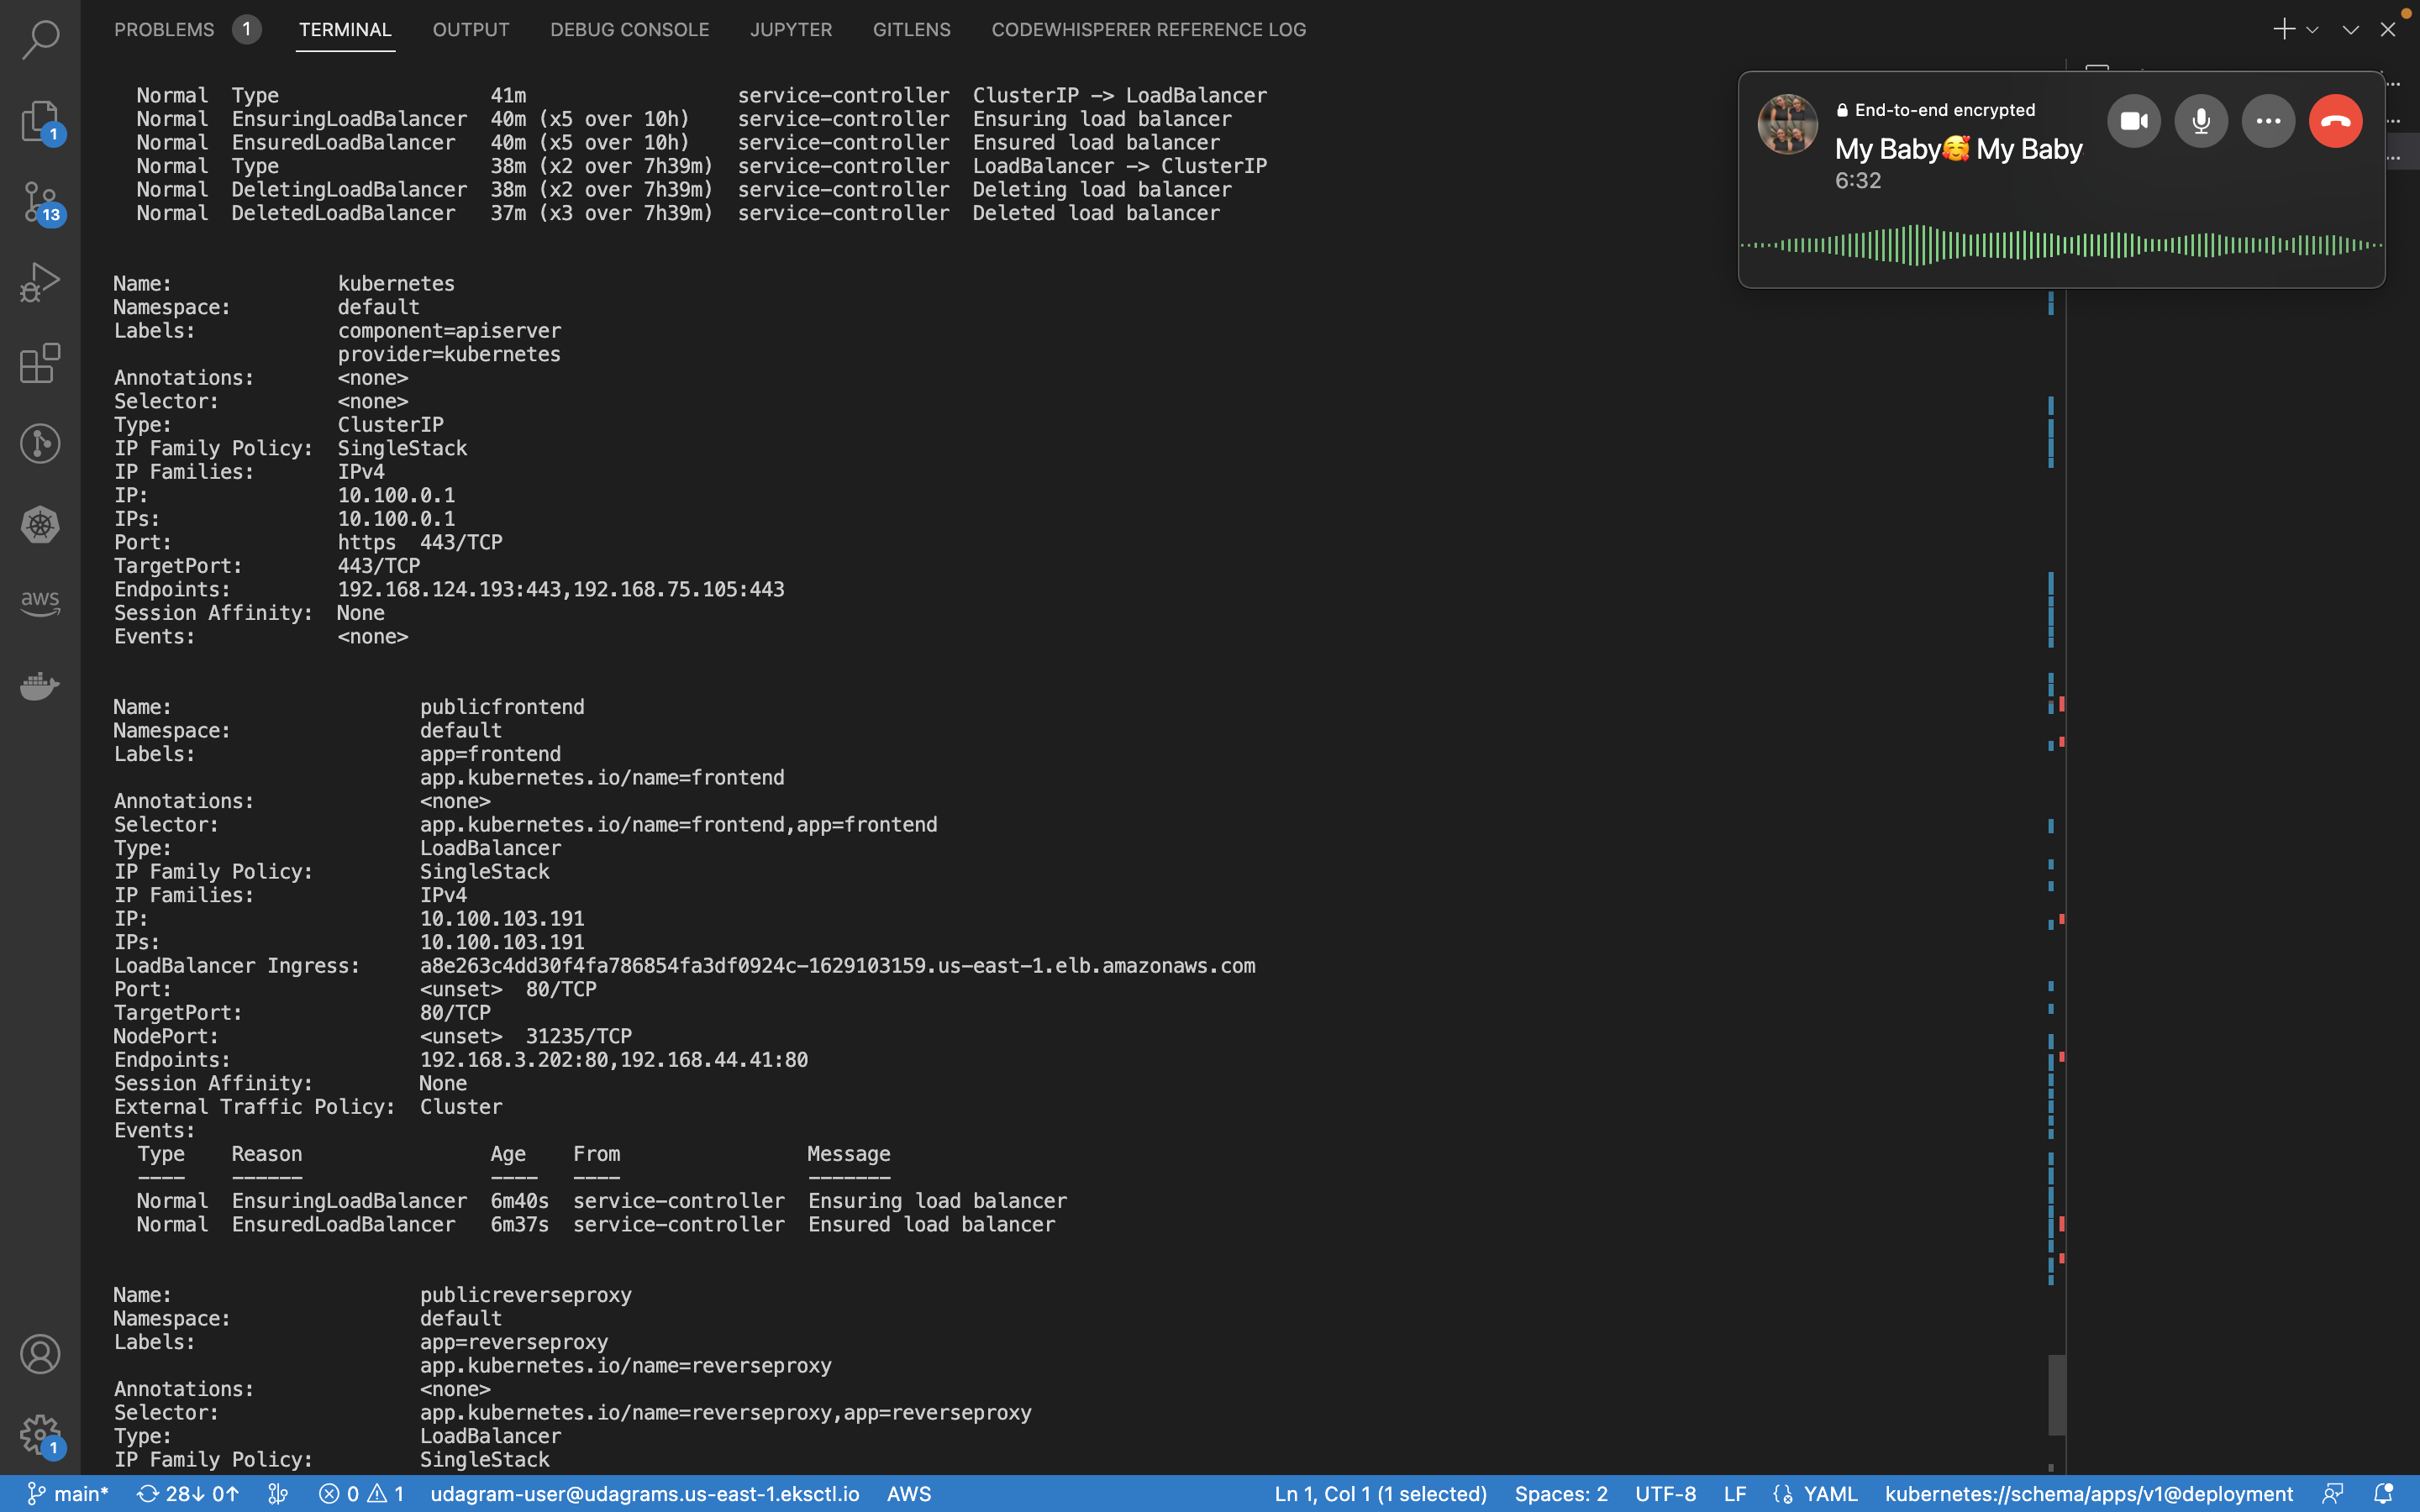 PROBLEMS 1 TERMINAL OUTPUT DEBUG CONSOLE JUPYTER GITLENS CODEWHISPERER REFERENCE LOG
Normal Type 41m service-controller ClusterIP -> LoadBalancer
Normal EnsuringLoadBalancer 40m (x5 over 10h) service-controller Ensuring load balancer
Normal EnsuredLoadBalancer 40m (x5 over 10h) service-controller Ensured load balancer
Normal Type 38m (x2 over 7h39m) service-controller LoadBalancer -> ClusterIP
Normal DeletingLoadBalancer 38m (x2 over 7h39m) service-controller Deleting load balancer
Normal DeletedLoadBalancer 37m (x3 over 7h39m) service-controller Deleted load balancer
End-to-end encrypted
My Baby🥰 My Baby
6:32
1
13
aws
1
Name: kubernetes
Namespace: default
Labels: component=apiserver
provider=kubernetes
Annotations: <none>
Selector: <none>
Type: ClusterIP
IP Family Policy: SingleStack
IP Families: IPv4
IP: 10.100.0.1
IPs: 10.100.0.1
Port: https 443/TCP
TargetPort: 443/TCP
Endpoints: 192.168.124.193:443,192.168.75.105:443
Session Affinity: None
Events: <none>
Name: publicfrontend
Namespace: default
Labels: app=frontend
app.kubernetes.io/name=frontend
Annotations: <none>
Selector: app.kubernetes.io/name=frontend,app=frontend
Type: LoadBalancer
IP Family Policy: SingleStack
IP Families: IPv4
IP: 10.100.103.191
IPs: 10.100.103.191
LoadBalancer Ingress: a8e263c4dd30f4fa786854fa3df0924c-1629103159.us-east-1.elb.amazonaws.com
Port: <unset> 80/TCP
TargetPort: 80/TCP
NodePort: <unset> 31235/TCP
Endpoints: 192.168.3.202:80,192.168.44.41:80
Session Affinity: None
External Traffic Policy: Cluster
Events:
Type Reason Age From Message
---- ------ ---- ---- -------
Normal EnsuringLoadBalancer 6m40s service-controller Ensuring load balancer
Normal EnsuredLoadBalancer 6m37s service-controller Ensured load balancer
Name: publicreverseproxy
Namespace: default
Labels: app=reverseproxy
app.kubernetes.io/name=reverseproxy
Annotations: <none>
Selector: app.kubernetes.io/name=reverseproxy,app=reverseproxy
Type: LoadBalancer
IP Family Policy: SingleStack
main* 28↓ 0↑ 0 1 udagram-user@udagrams.us-east-1.eksctl.io AWS Ln 1, Col 1 (1 selected) Spaces: 2 UTF-8 LF YAML kubernetes://schema/apps/v1@deployment